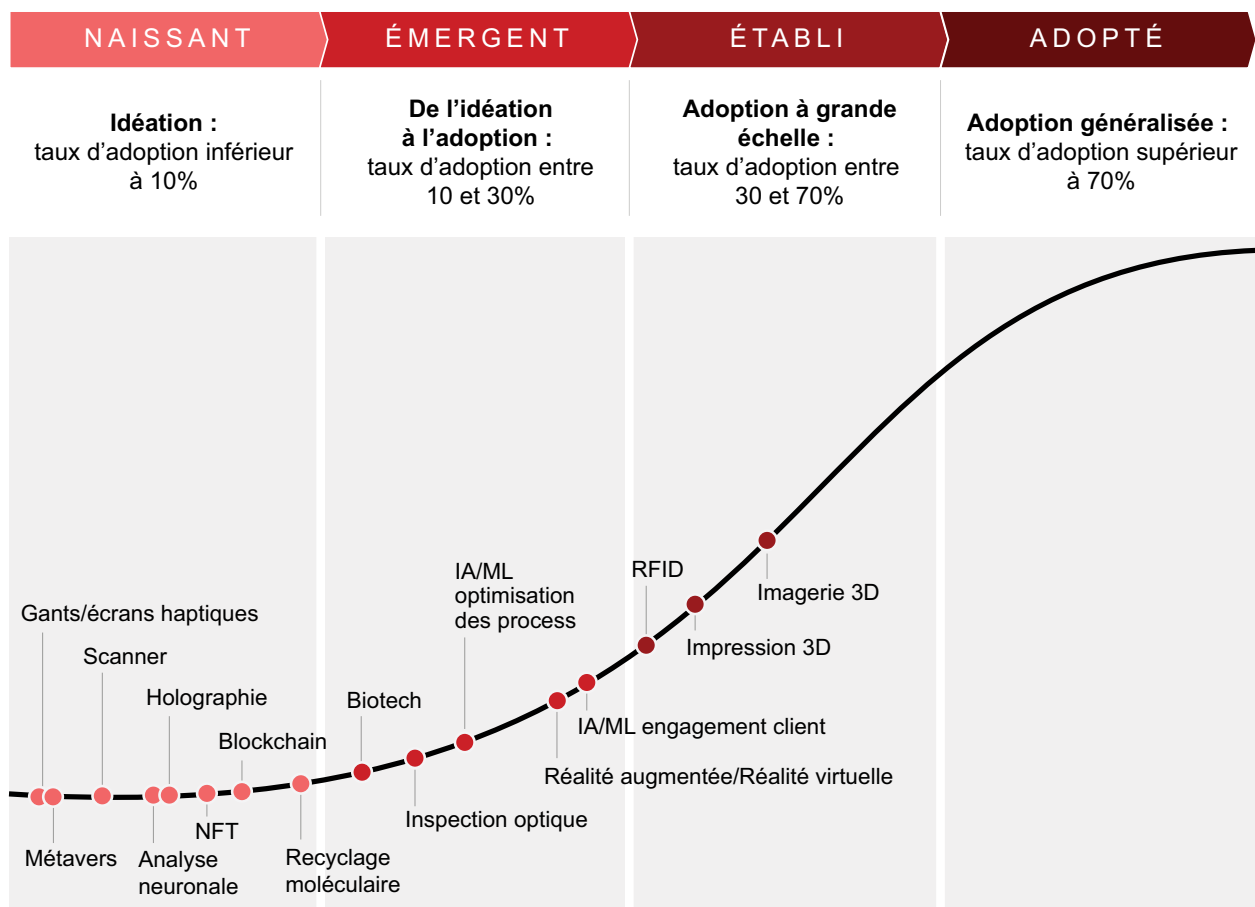 NAISSANT
ÉMERGENT
ÉTABLI
ADOPTÉ
Idéation :
taux d’adoption inférieur
à 10%
De l’idéation
à l’adoption :
taux d’adoption entre
10 et 30%
Adoption à grande
échelle :
taux d’adoption entre
30 et 70%
Adoption généralisée :
taux d’adoption supérieur
à 70%
Gants/écrans haptiques
Métavers
Scanner
Analyse
neuronale
Holographie
NFT
Blockchain
Recyclage
moléculaire
Biotech
Inspection optique
IA/ML
optimisation
des process
Réalité augmentée/Réalité virtuelle
IA/ML engagement client
RFID
Impression 3D
Imagerie 3D